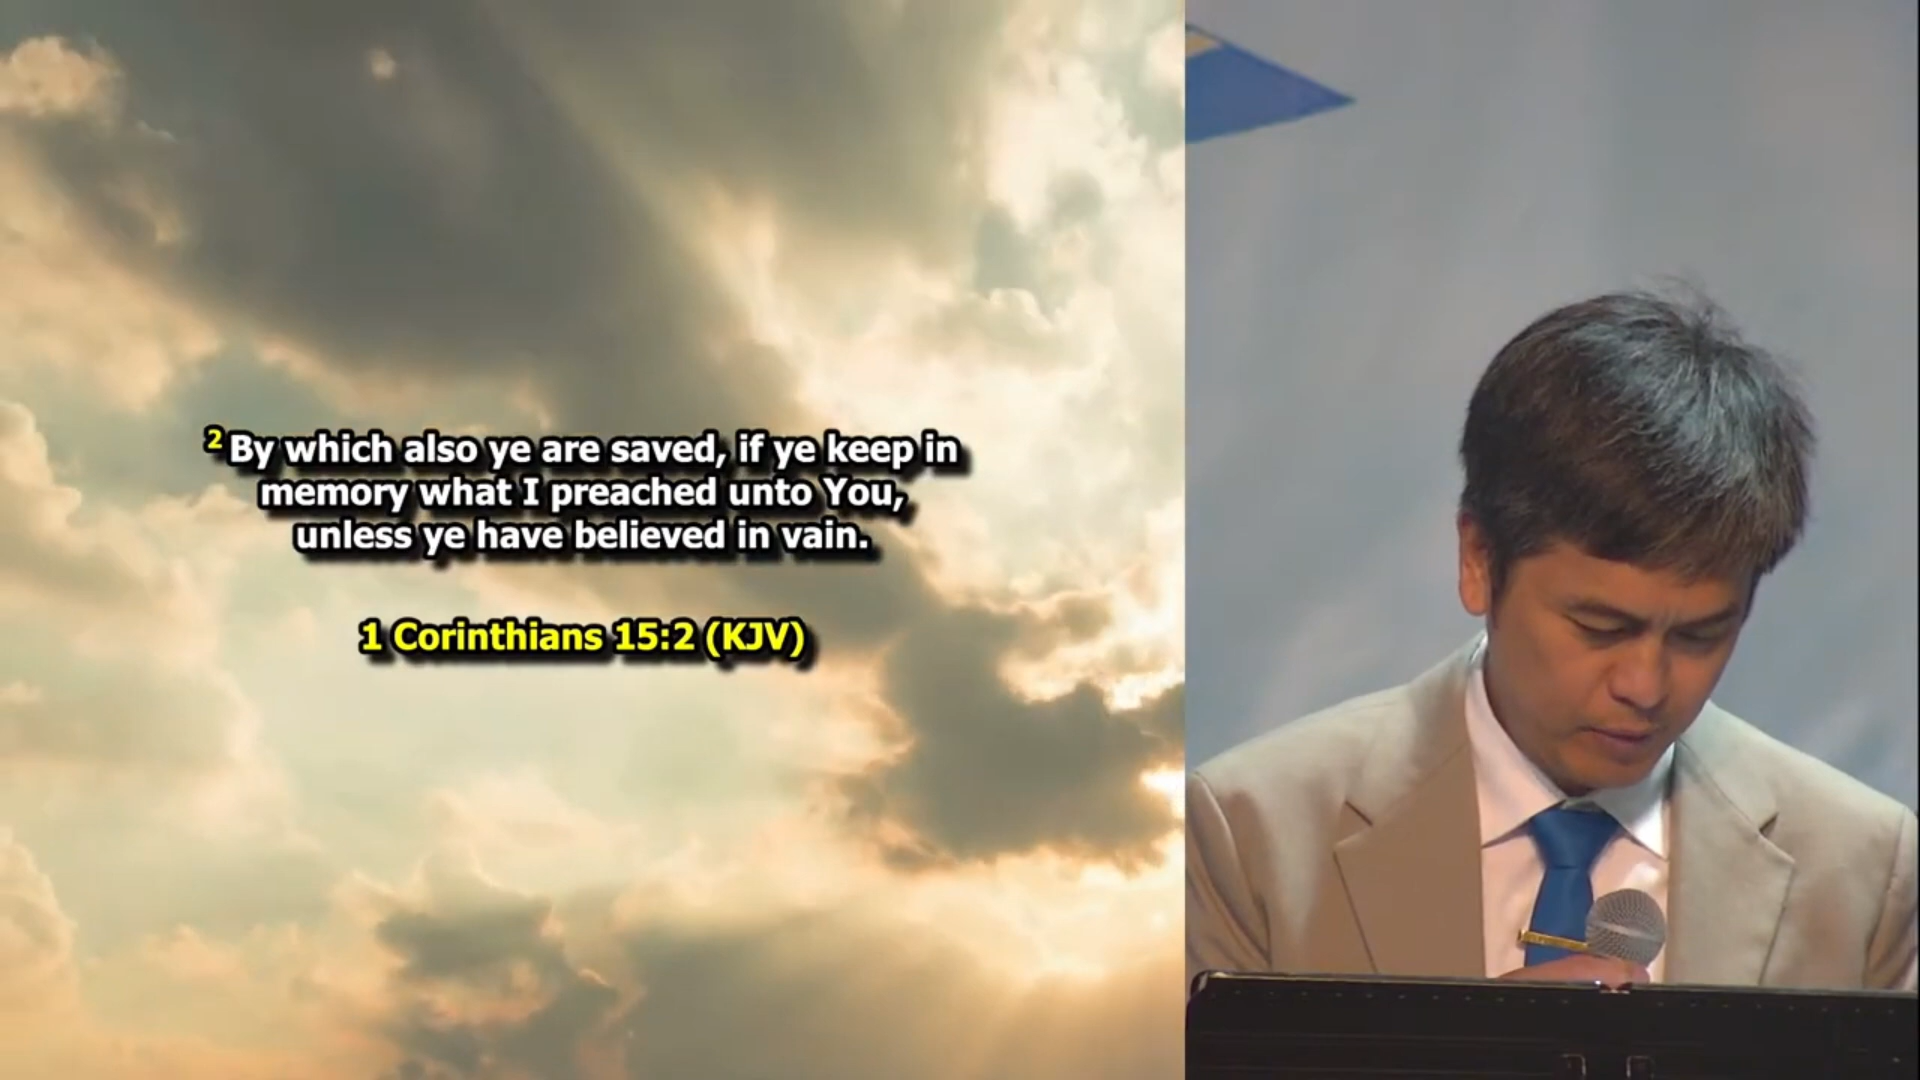 2 By which also ye are saved, if ye keep in
memory what I preached unto You,
unless ye have believed in vain.
1 Corinthians 15:2 (KJV)